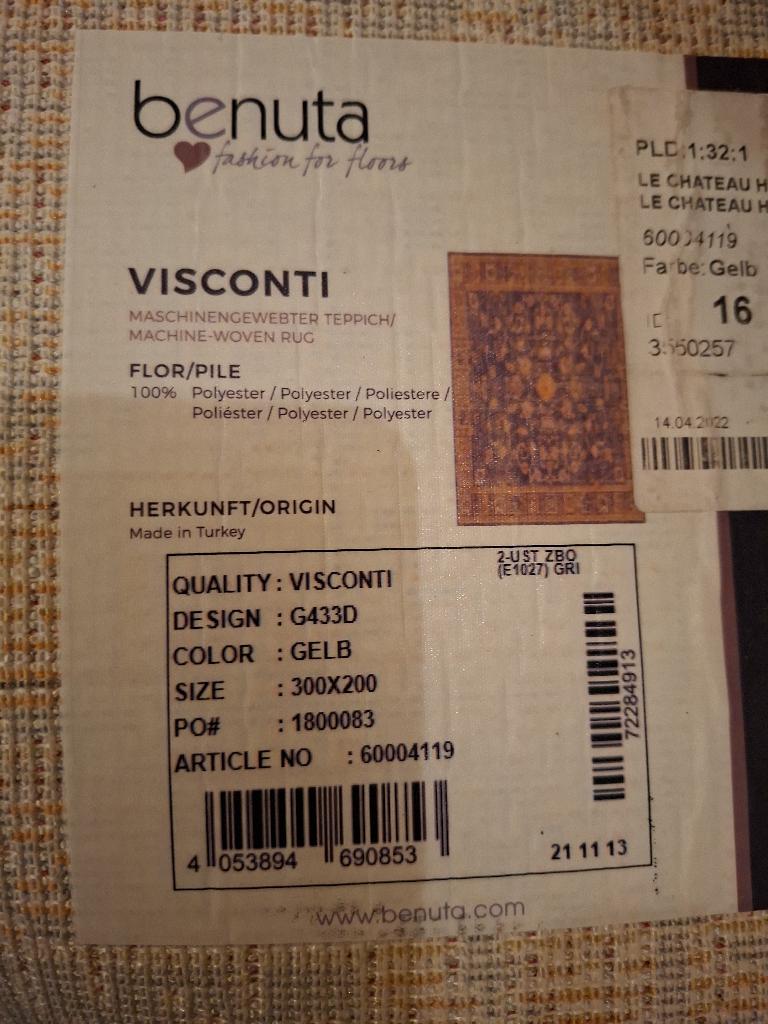 benuta
fashion for floors
VISCONTI
MASCHINENGEWEBTER TEPPICH/
MACHINE-WOVEN RUG
FLOR/PILE
100% Polyester / Polyester / Poliestere /
Poliéster / Polyester / Polyester
HERKUNFT/ORIGIN
Made in Turkey
2-UST ZBO
(E1027) GRI
QUALITY : VISCONTI
DESIGN : G433D
COLOR : GELB
SIZE : 300X200
PO# : 1800083
ARTICLE NO : 60004119
72284913
4 053894 690853
21 11 13
www.benuta.com
PLD 1:32:1
LE CHATEAU H
LE CHATEAU H
60004119
Farbe: Gelb
16
14.04.2022